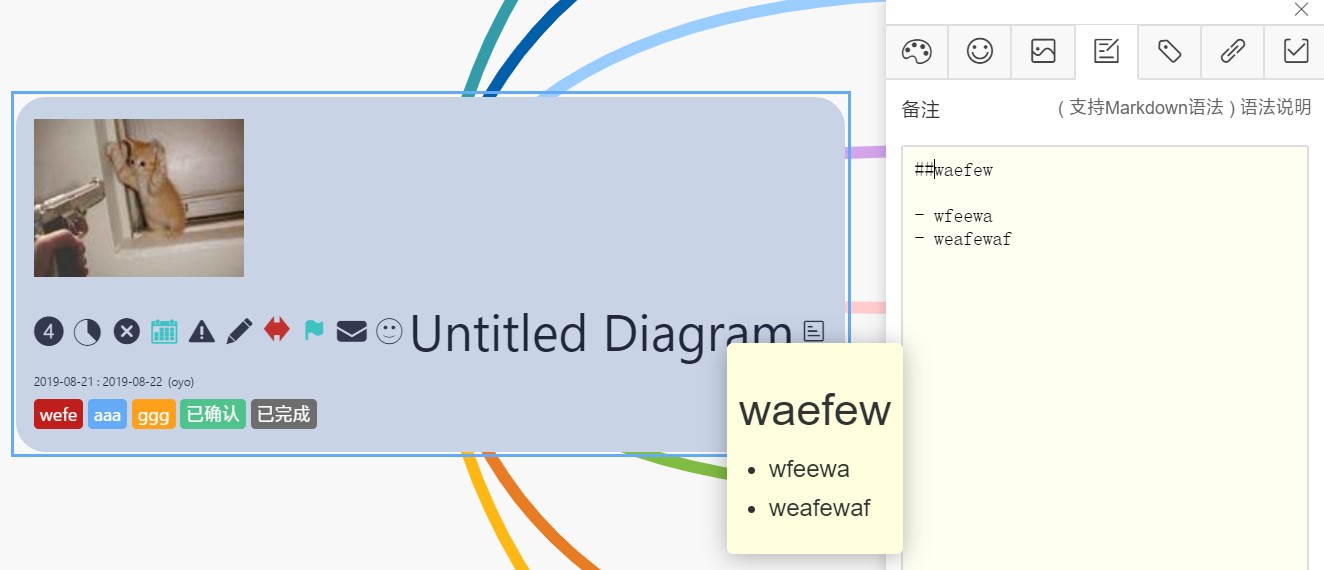 4 Untitled Diagram
2019-08-21 : 2019-08-22 (oyo)
wefe aaa ggg 已确认 已完成
waefew
• wfeewa
• weafewaf
备注 ( 支持Markdown语法 ) 语法说明
##waefew
- wfeewa
- weafewaf